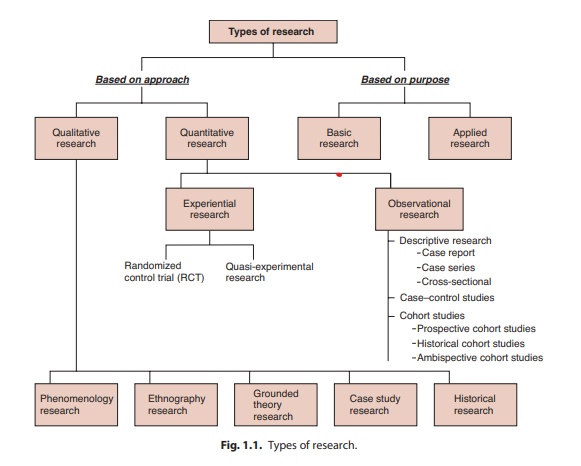 Types of research
Based on approach
Based on purpose
Qualitative
research
Quantitative
research
Basic
research
Applied
research
Experiential
research
Observational
research
Randomized
control trial (RCT)
Quasi-experimental
research
Descriptive research
-Case report
-Case series
-Cross-sectional
Case–control studies
Cohort studies
-Prospective cohort studies
-Historical cohort studies
-Ambispective cohort studies
Phenomenology
research
Ethnography
research
Grounded
theory
research
Case study
research
Historical
research
Fig. 1.1. Types of research.